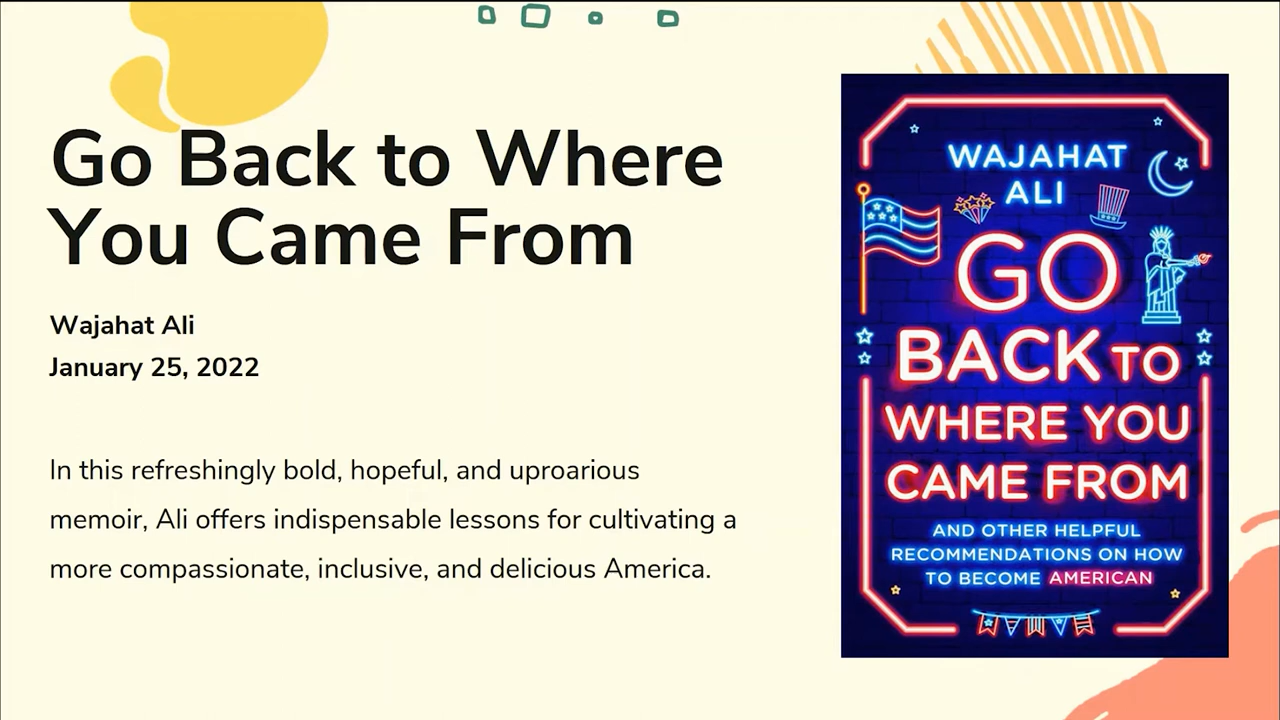 Go Back to Where
You Came From
Wajahat Ali
January 25, 2022
In this refreshingly bold, hopeful, and uproarious
memoir, Ali offers indispensable lessons for cultivating a
more compassionate, inclusive, and delicious America.
WAJAHAT
ALI
GO
BACK TO
WHERE YOU
CAME FROM
AND OTHER HELPFUL
RECOMMENDATIONS ON HOW
TO BECOME AMERICAN